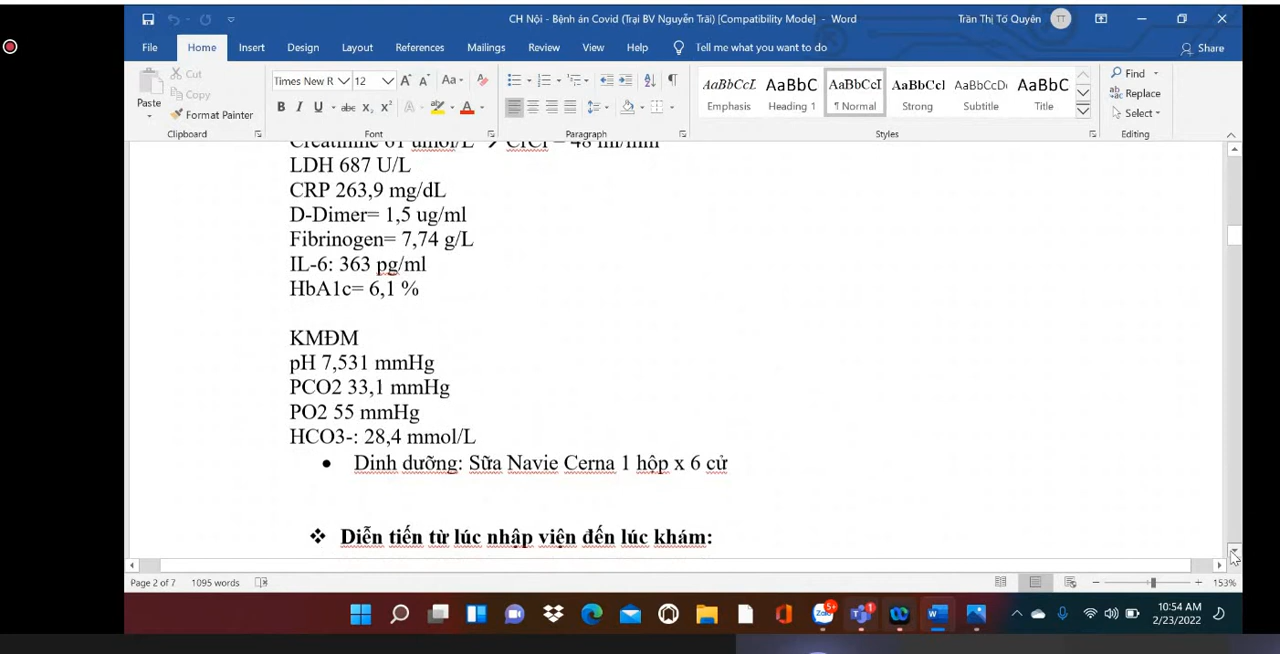 CH Nội - Bệnh án Covid (Trại BV Nguyễn Trãi) [Compatibility Mode] - Word
Trần Thị Tố Quyên
TT
File Home Insert Design Layout References Mailings Review View Help Tell me what you want to do
Share
Paste
Cut
Copy
Format Painter
Clipboard
Times New R 12
Font
Paragraph
AaBbCcL Emphasis
AaBbC Heading 1
AaBbCcI ¶ Normal
AaBbCcl Strong
AaBbCcDc Subtitle
AaBbC Title
Styles
Find
Replace
Select
Editing
LDH 687 U/L
CRP 263,9 mg/dL
D-Dimer= 1,5 ug/ml
Fibrinogen= 7,74 g/L
IL-6: 363 pg/ml
HbA1c= 6,1 %
KMĐM
pH 7,531 mmHg
PCO2 33,1 mmHg
PO2 55 mmHg
HCO3-: 28,4 mmol/L
• Dinh dưỡng: Sữa Navie Cerna 1 hộp x 6 cử
❖ Diễn tiến từ lúc nhập viện đến lúc khám:
Page 2 of 7 1095 words
153%
10:54 AM
2/23/2022